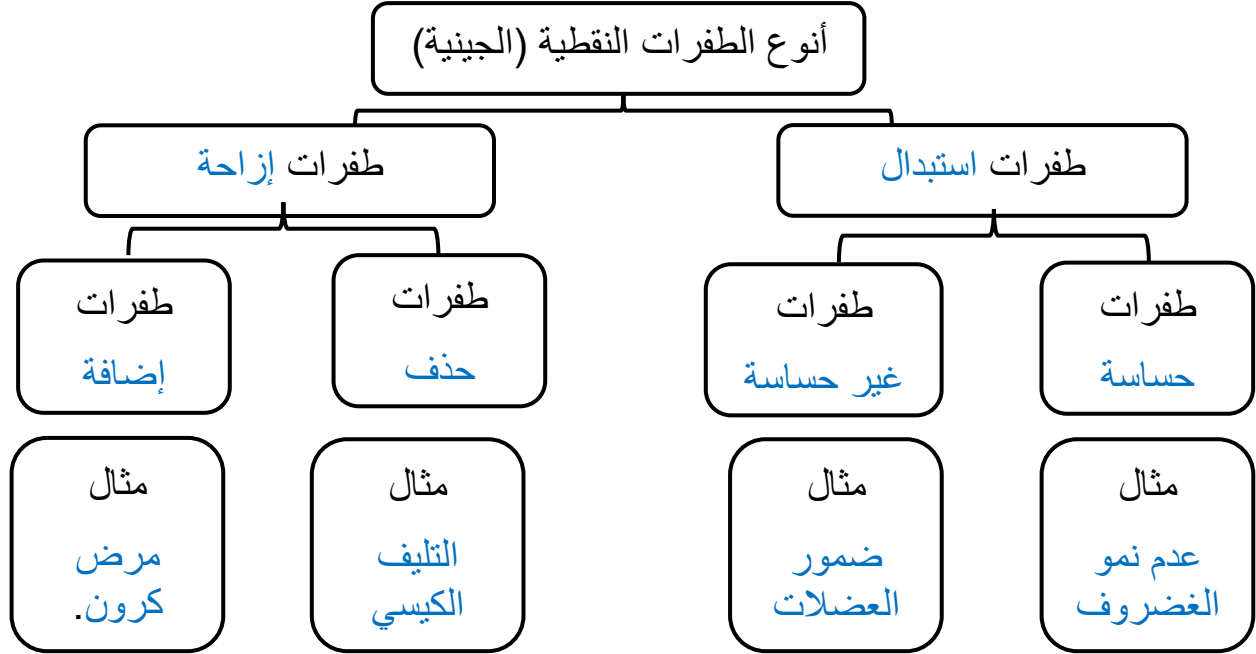 أنوع الطفرات النقطية (الجينية)
طفرات استبدال
طفرات إزاحة
طفرات
حساسة
طفرات
غير حساسة
طفرات
حذف
طفرات
إضافة
مثال
عدم نمو
الغضروف
مثال
ضمور
العضلات
مثال
التليف
الكيسي
مثال
مرض
كرون.